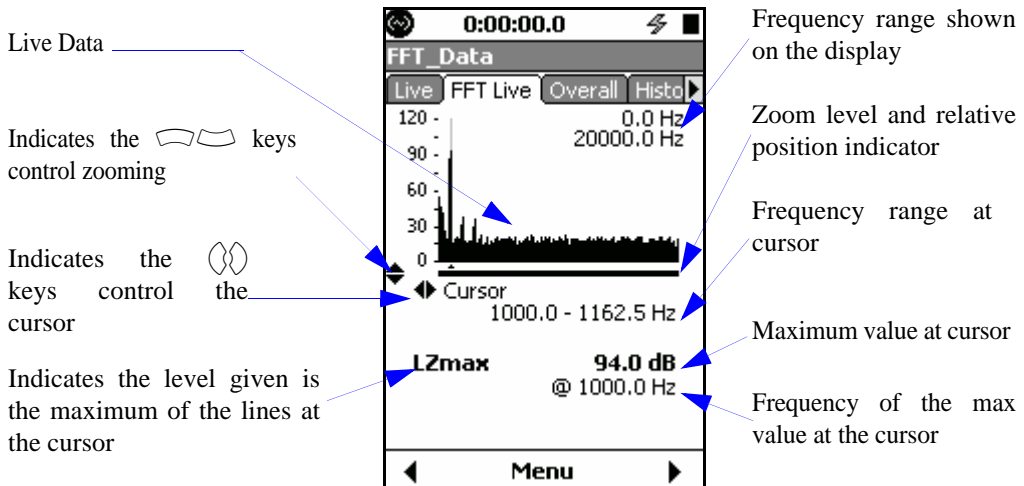 Live Data
Indicates the keys
control zooming
Indicates the
keys control the
cursor
Indicates the level given is
the maximum of the lines at
the cursor
0:00:00.0
FFT_Data
Live FFT Live Overall Histo
120
0.0 Hz
20000.0 Hz
90
60
30
0
Cursor
1000.0 - 1162.5 Hz
LZmax 94.0 dB
@ 1000.0 Hz
Menu
Frequency range shown
on the display
Zoom level and relative
position indicator
Frequency range at
cursor
Maximum value at cursor
Frequency of the max
value at the cursor